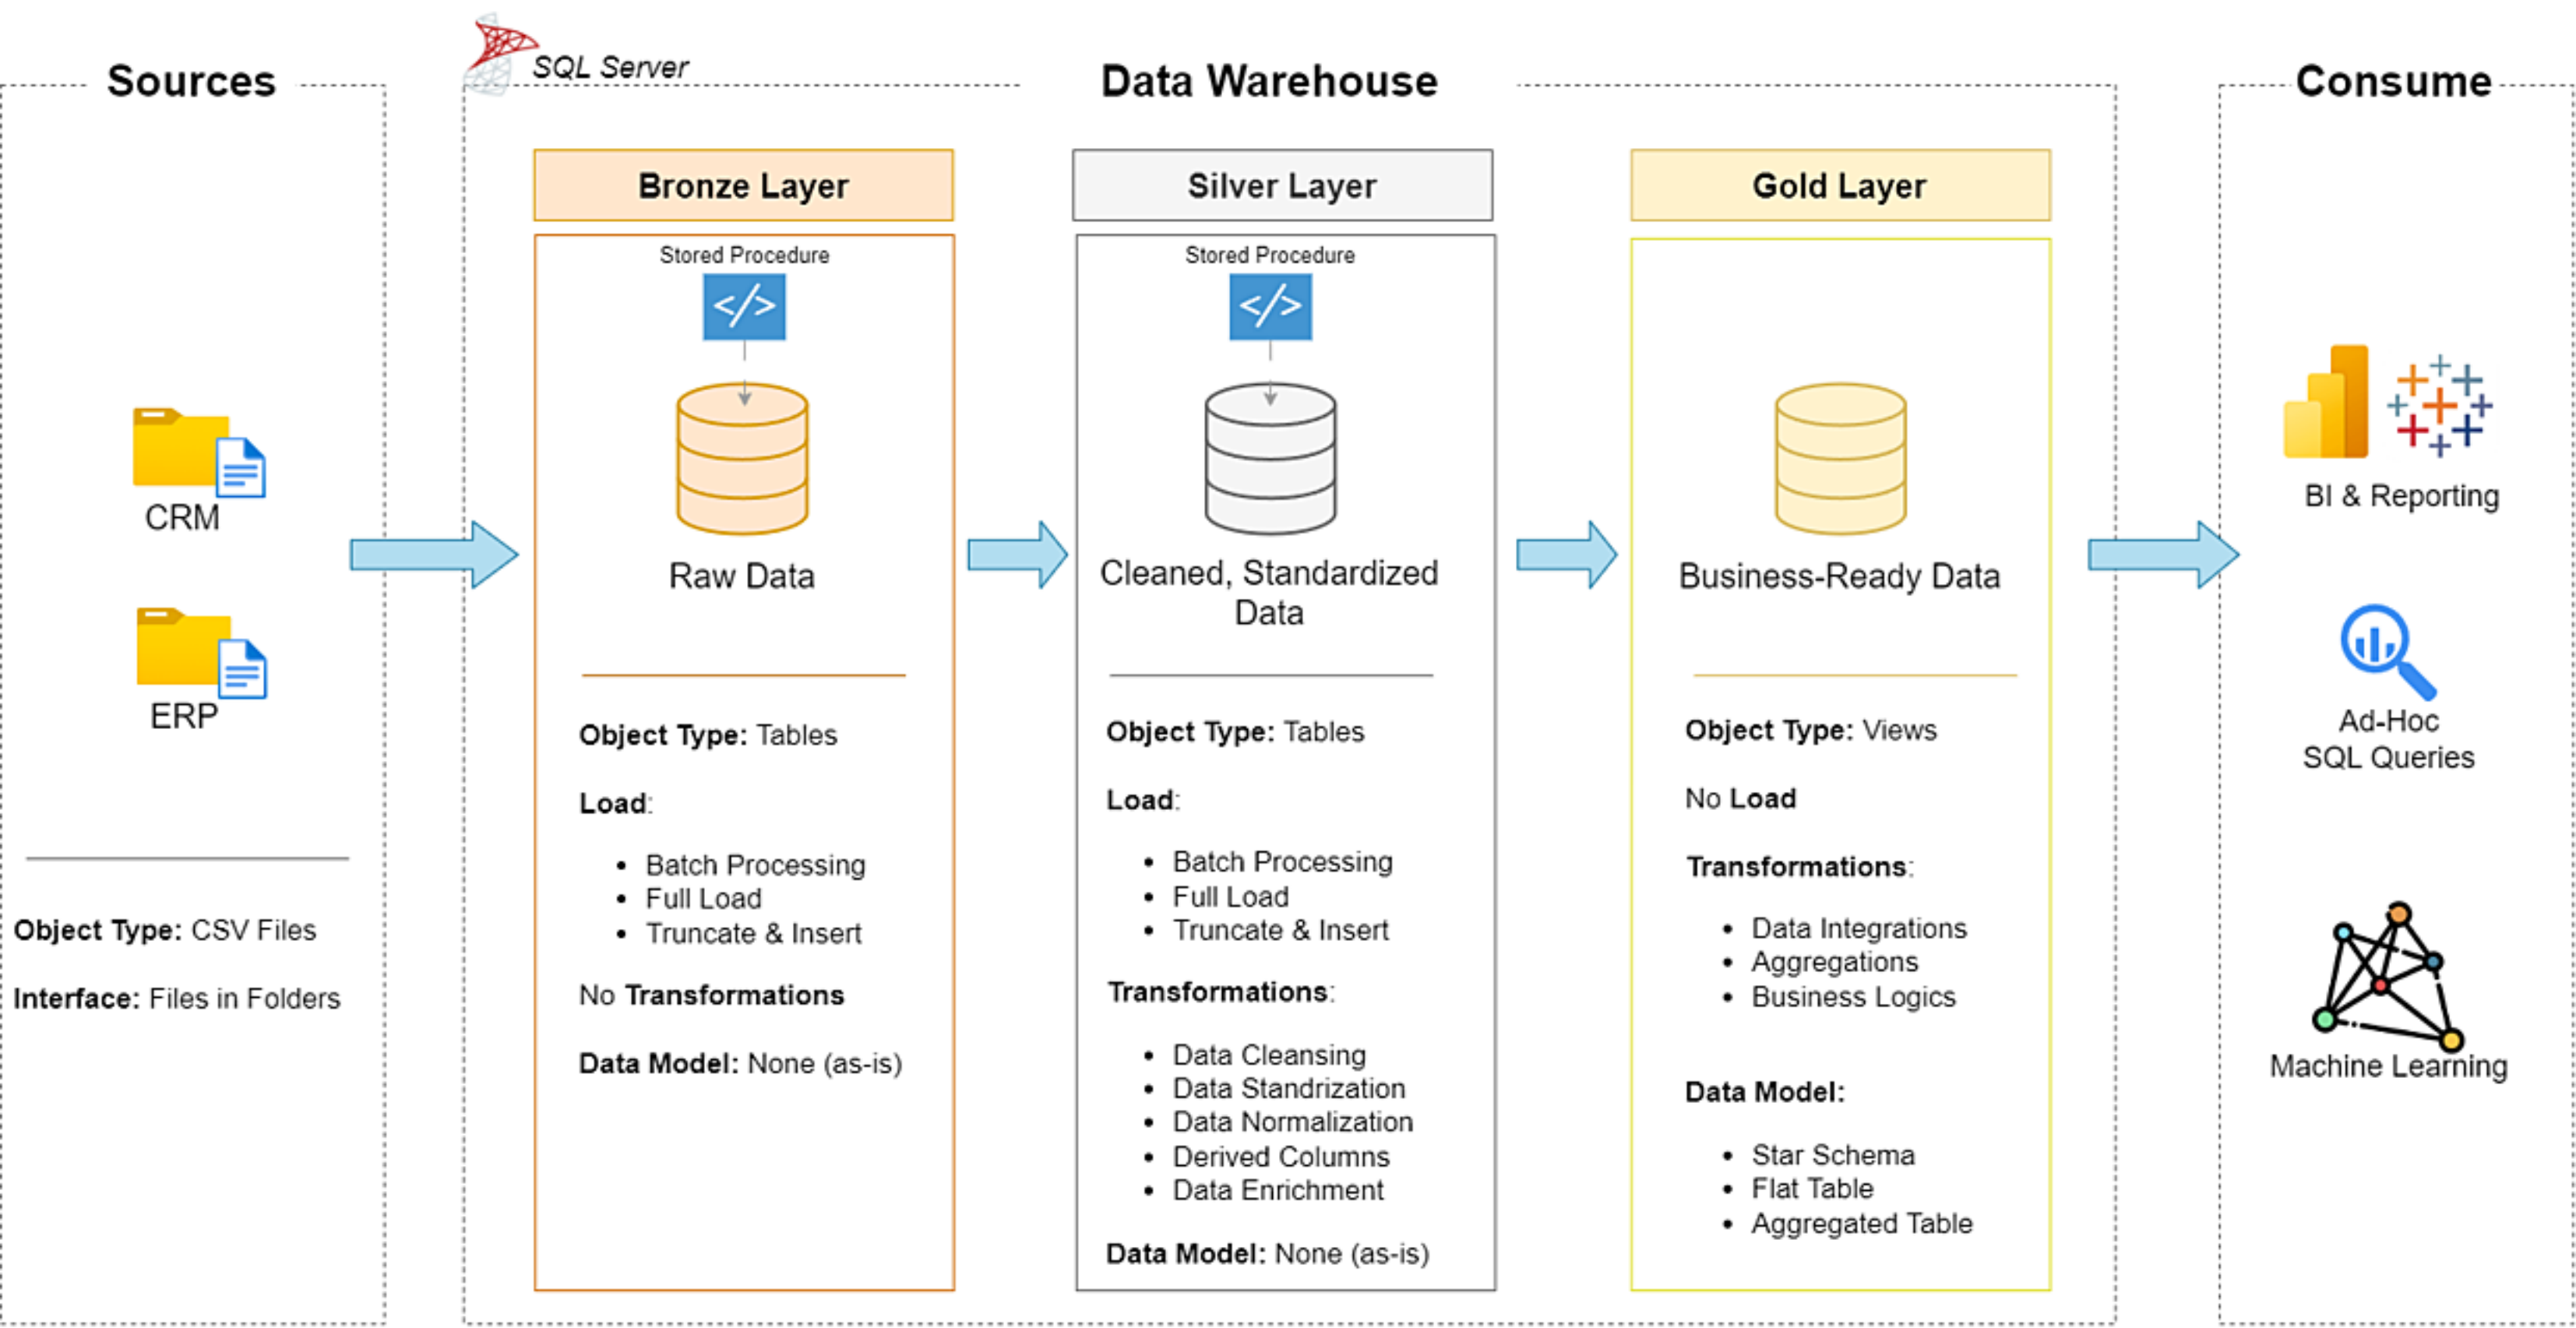 Sources
CRM
ERP
Object Type: CSV Files
Interface: Files in Folders
SQL Server
Data Warehouse
Bronze Layer
Stored Procedure
</>
Raw Data
Object Type: Tables
Load:
• Batch Processing
• Full Load
• Truncate & Insert
No Transformations
Data Model: None (as-is)
Silver Layer
Stored Procedure
</>
Cleaned, Standardized
Data
Object Type: Tables
Load:
• Batch Processing
• Full Load
• Truncate & Insert
Transformations:
• Data Cleansing
• Data Standrization
• Data Normalization
• Derived Columns
• Data Enrichment
Data Model: None (as-is)
Gold Layer
Business-Ready Data
Object Type: Views
No Load
Transformations:
• Data Integrations
• Aggregations
• Business Logics
Data Model:
• Star Schema
• Flat Table
• Aggregated Table
Consume
BI & Reporting
Ad-Hoc
SQL Queries
Machine Learning